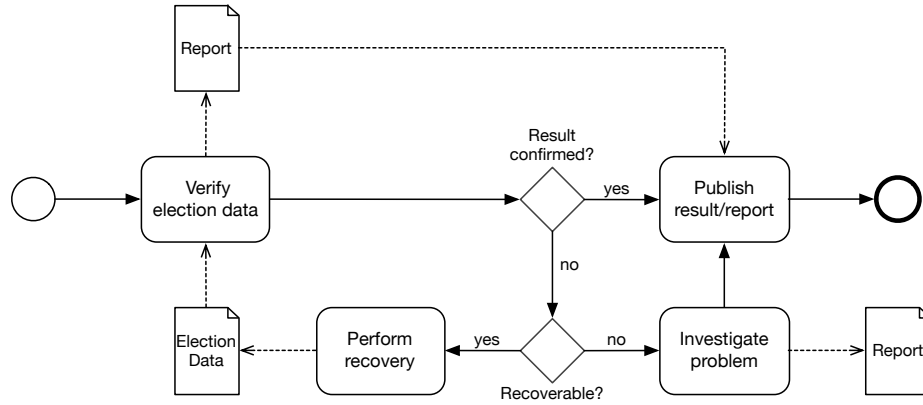 Report
Result
confirmed?
Verify
election data
yes
Publish
result/report
no
Election
Data
Perform
recovery
yes
no
Investigate
problem
Report
Recoverable?